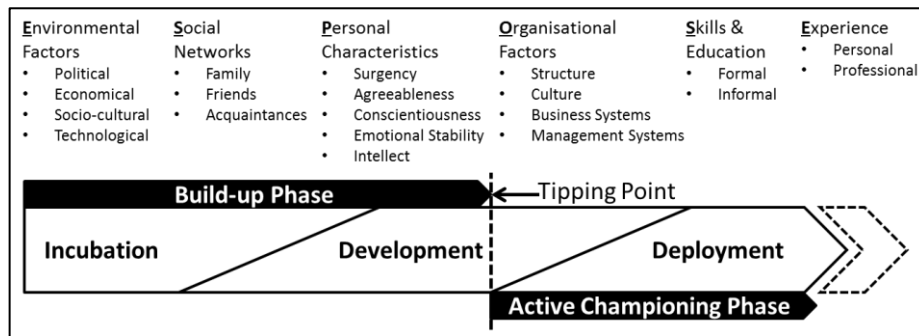 Environmental
Factors
• Political
• Economical
• Socio-cultural
• Technological
Social
Networks
• Family
• Friends
• Acquaintances
Personal
Characteristics
• Surgency
• Agreeableness
• Conscientiousness
• Emotional Stability
• Intellect
Organisational
Factors
• Structure
• Culture
• Business Systems
• Management Systems
Skills &
Education
• Formal
• Informal
Experience
• Personal
• Professional
Build-up Phase
Tipping Point
Incubation
Development
Deployment
Active Championing Phase